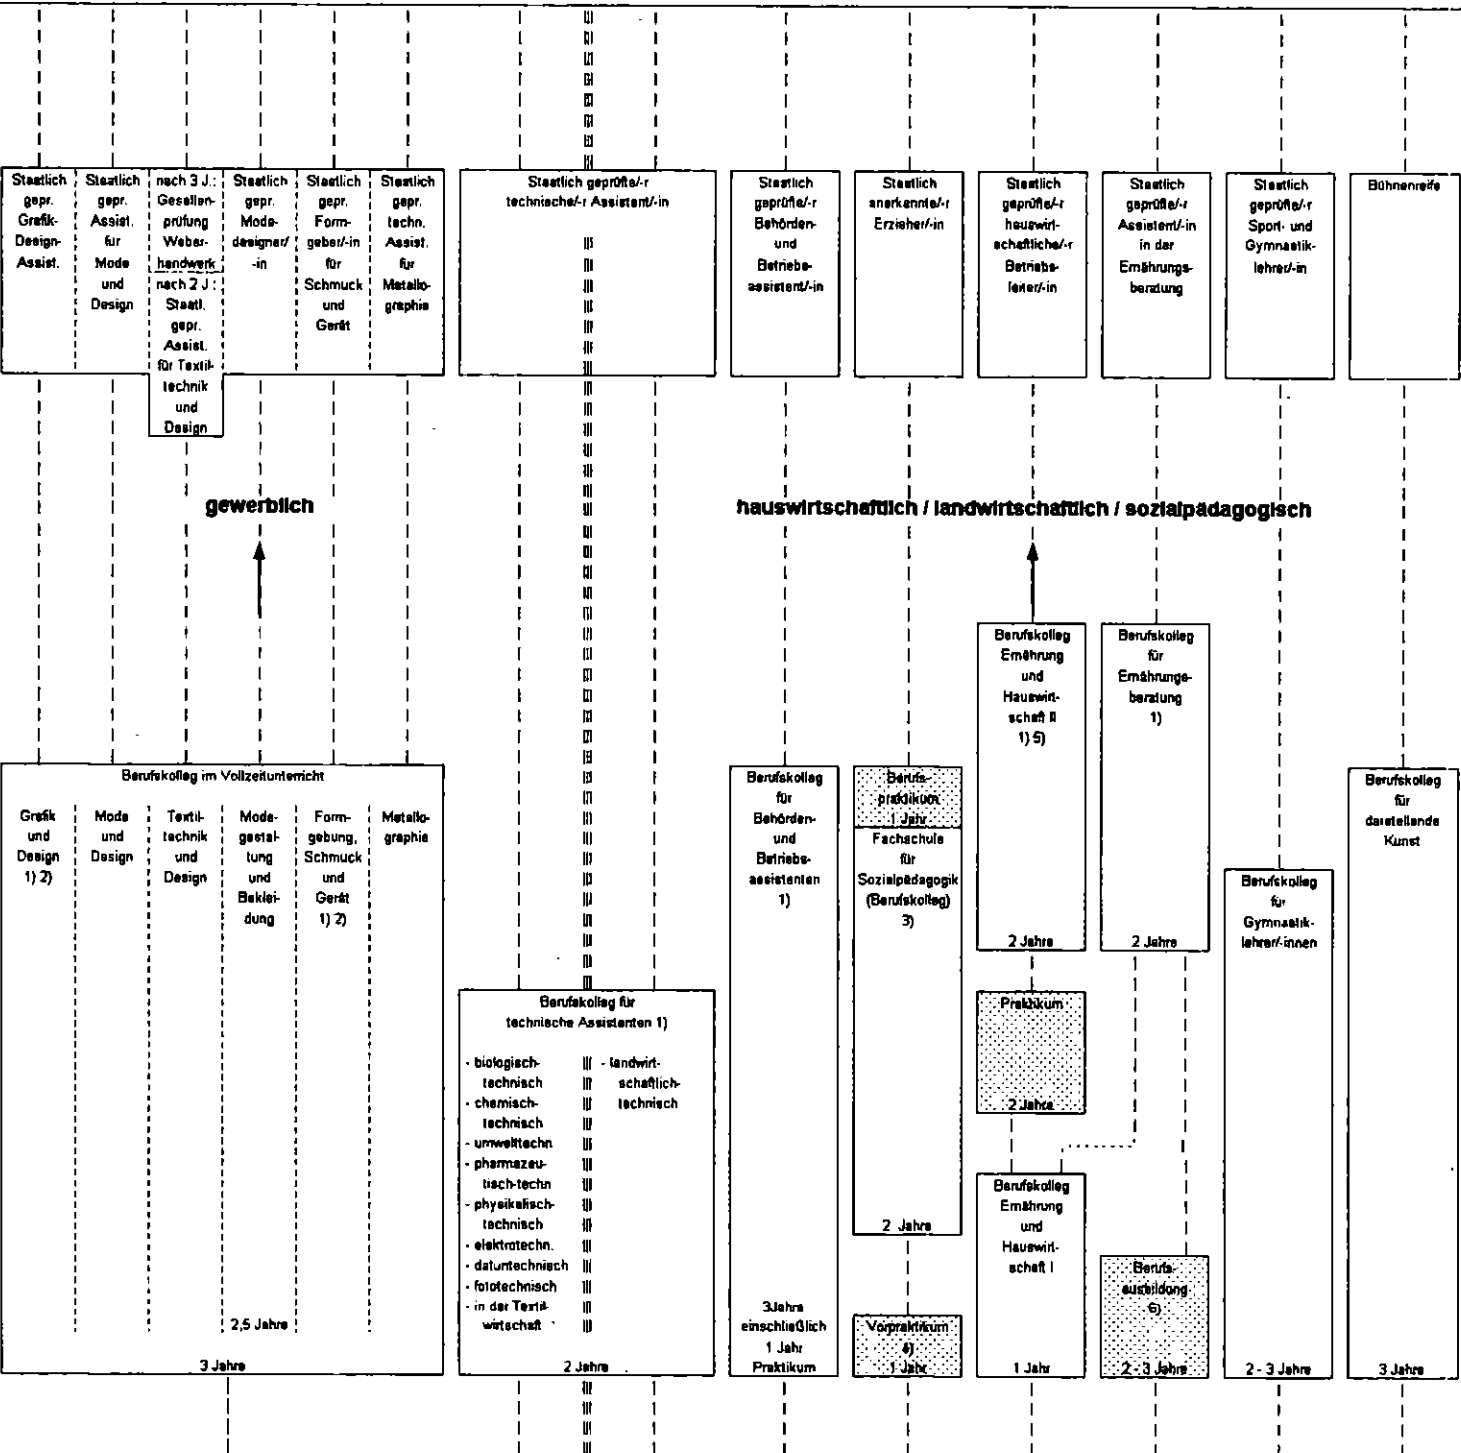 Staatlich
gepr.
Grafik-
Design-
Assist.
Staatlich
gepr.
Assist.
für
Mode
und
Design
nach 3 J.:
Gesellen-
prüfung
Weber-
handwerk
nach 2 J :
Staatl.
gepr.
Assist.
für Textil-
technik
und
Design
Staatlich
gepr.
Mode-
designer/
-in
Staatlich
gepr.
Form-
geber/-in
für
Schmuck
und
Gerät
Staatlich
gepr.
techn.
Assist.
für
Metallo-
graphie
Staatlich geprüfte/-r
technische/-r Assistent/-in
Staatlich
geprüfte/-r
Behörden-
und
Betriebs-
assistent/-in
Staatlich
anerkannte/-r
Erzieher/-in
Staatlich
geprüfte/-r
hauswirt-
schaftliche/-r
Betriebs-
leiter/-in
Staatlich
geprüfte/-r
Assistent/-in
in der
Ernährungs-
beratung
Staatlich
geprüfte/-r
Sport- und
Gymnastik-
lehrer/-in
Bühnenreife
gewerblich
hauswirtschaftlich / landwirtschaftlich / sozialpädagogisch
Berufskolleg im Vollzeitunterricht
Grafik
und
Design
1) 2)
Mode
und
Design
Textil-
technik
und
Design
Mode-
gestal-
tung
und
Beklei-
dung
2,5 Jahre
Form-
gebung,
Schmuck
und
Gerät
1) 2)
Metallo-
graphie
3 Jahre
Berufskolleg für
technische Assistenten 1)
- biologisch-
technisch
- chemisch-
technisch
- umwelttechn
- pharmazeu-
tisch-techn
- physikalisch-
technisch
- elektrotechn.
- datuntechnisch
- fototechnisch
- in der Textil-
wirtschaft
- landwirt-
schaftlich-
technisch
2 Jahre
Berufskolleg
für
Behörden-
und
Betriebs-
assistenten
1)
3Jahre
einschließlich
1 Jahr
Praktikum
Berufs-
praktikum
1 Jahr
Fachschule
für
Sozialpädagogik
(Berufskolleg)
3)
2 Jahre
Vorpraktikum
4)
1 Jahr
Berufskolleg
Ernährung
und
Hauswirt-
schaft II
1) 5)
2 Jahre
Praktikum
2 Jahre
Berufskolleg
Ernährung
und
Hauswirt-
schaft I
1 Jahr
Berufskolleg
für
Ernährungs-
beratung
1)
2 Jahre
Berufs-
ausbildung
6)
2 - 3 Jahre
Berufskolleg
für
Gymnastik-
lehrer/-innen
2 - 3 Jahre
Berufskolleg
für
darstellende
Kunst
3 Jahre